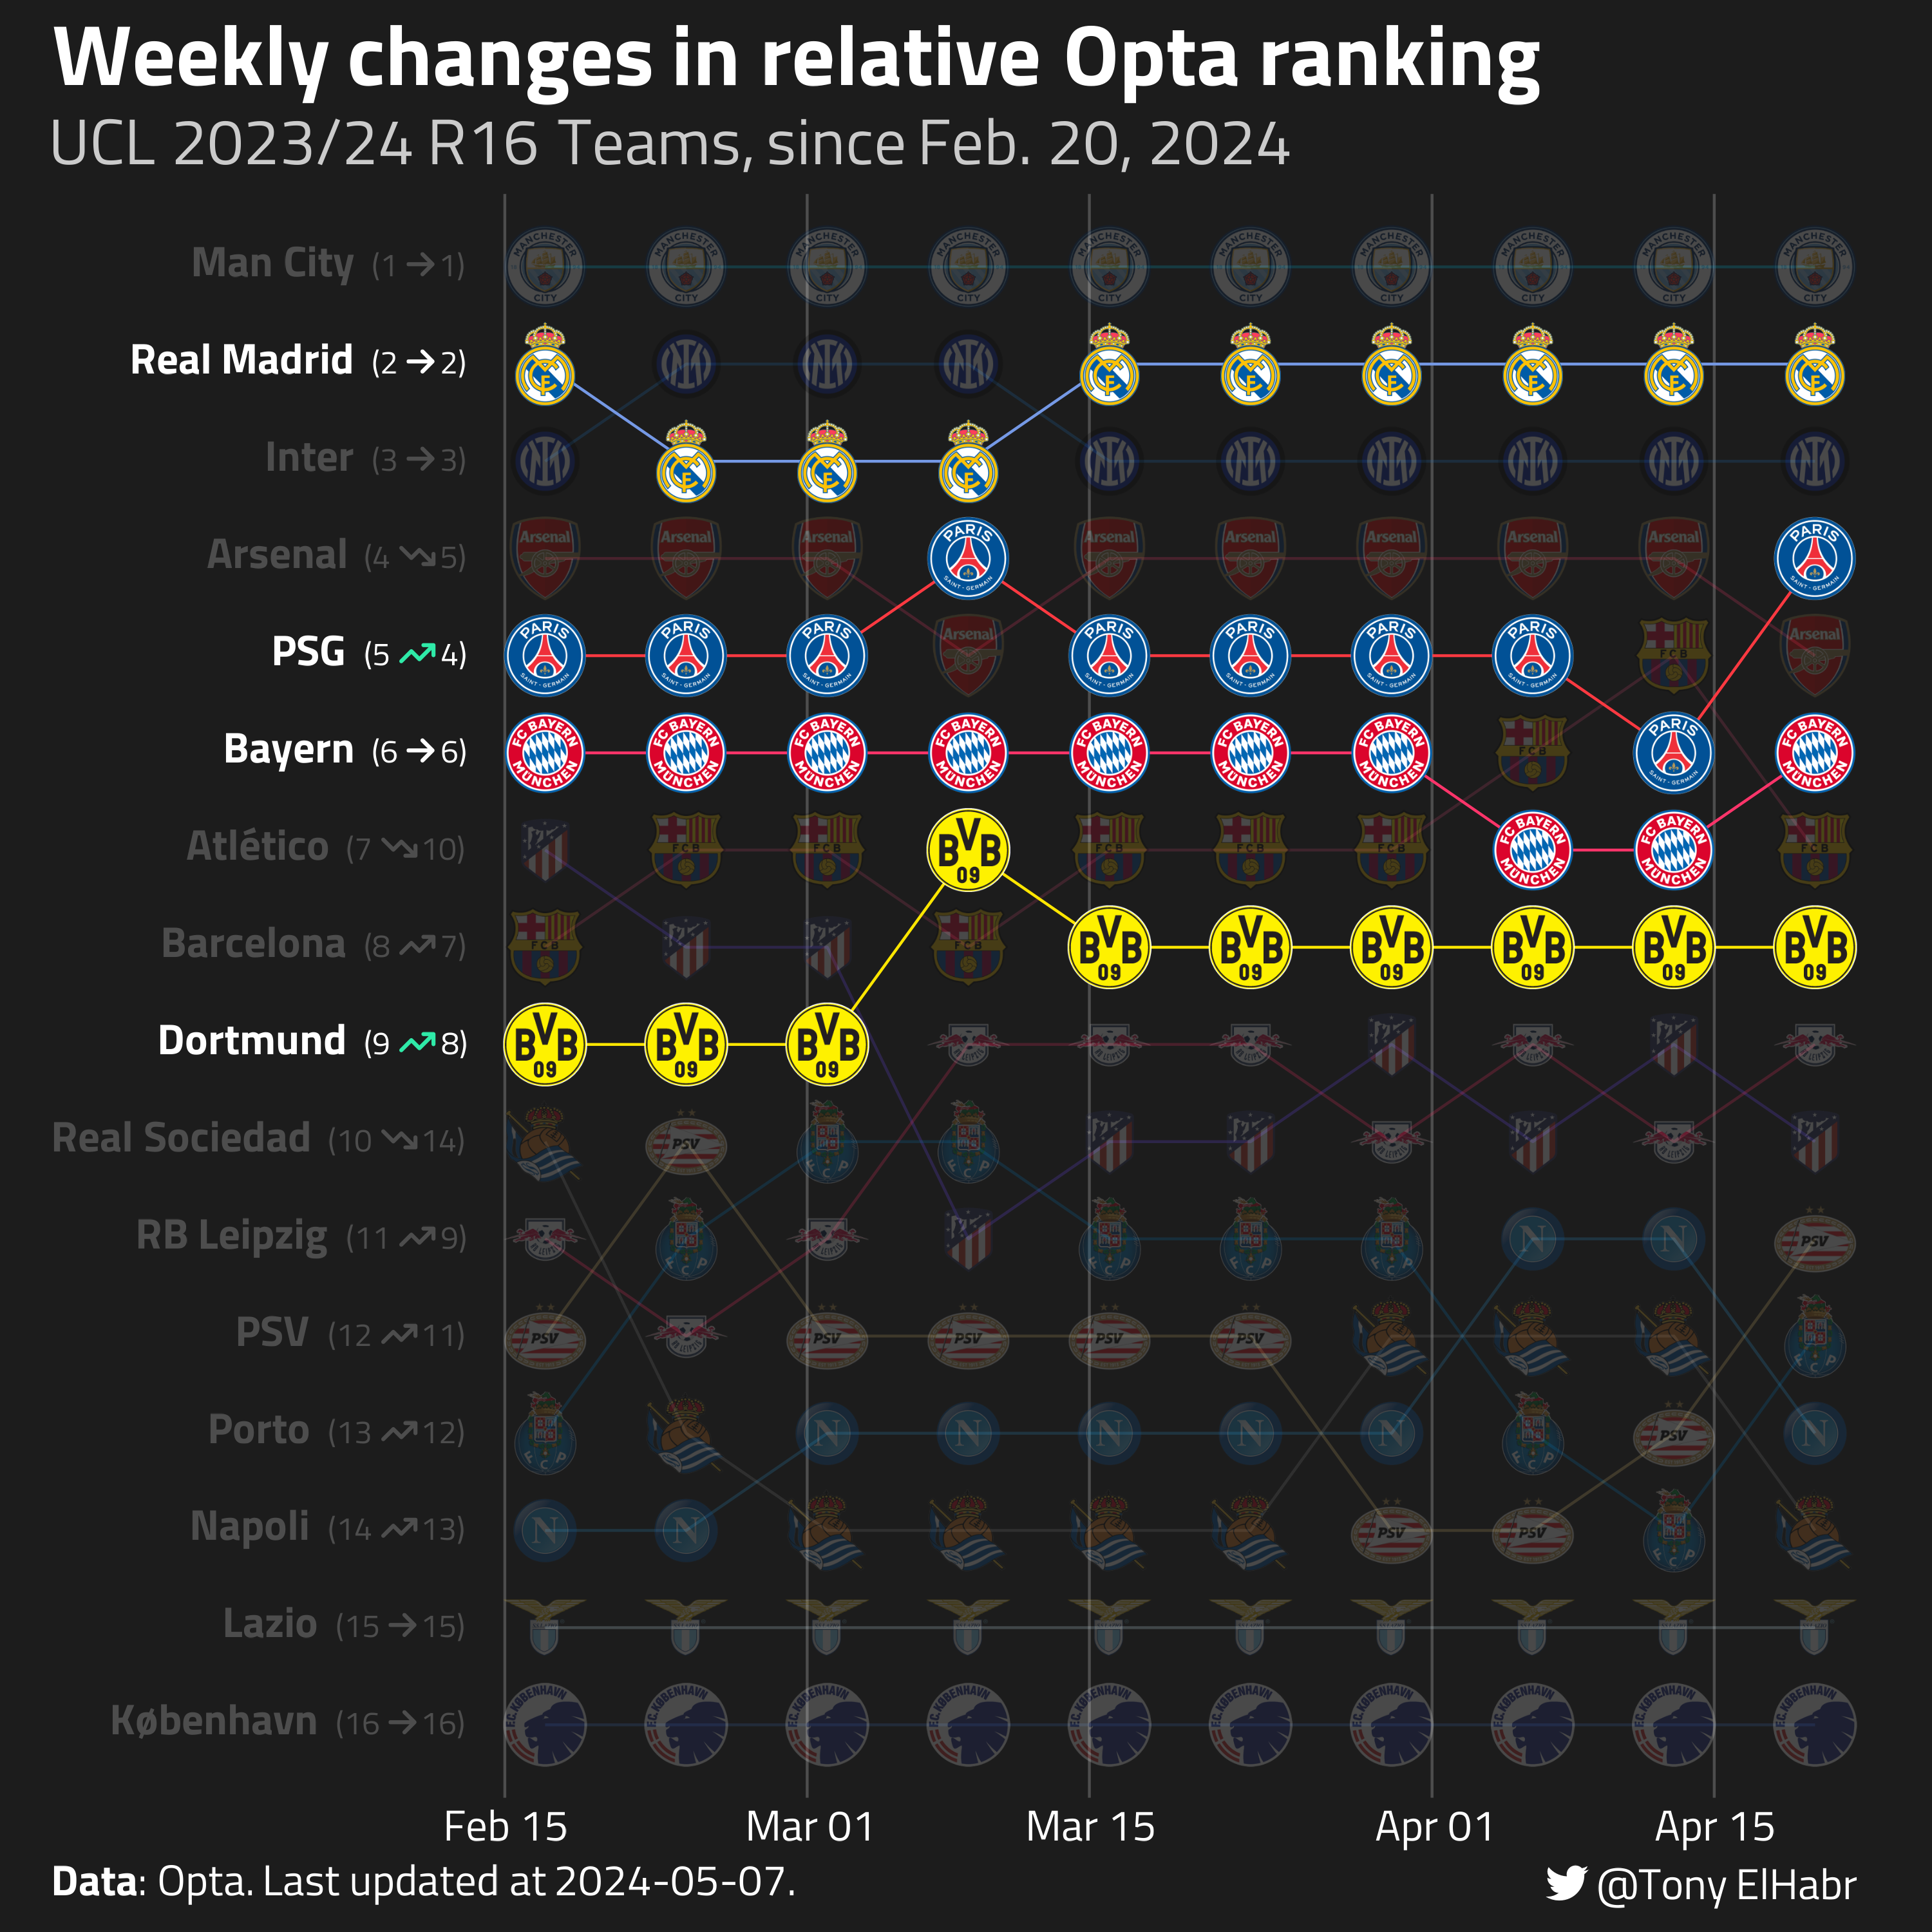 Weekly changes in relative Opta ranking
UCL 2023/24 R16 Teams, since Feb. 20, 2024
Man City (1 → 1)
Real Madrid (2 → 2)
Inter (3 → 3)
Arsenal (4 5)
PSG (5 4)
Bayern (6 → 6)
Atlético (7 10)
Barcelona (8 7)
Dortmund (9 8)
Real Sociedad (10 14)
RB Leipzig (11 9)
PSV (12 11)
Porto (13 12)
Napoli (14 13)
Lazio (15 → 15)
København (16 → 16)
Feb 15 Mar 01 Mar 15 Apr 01 Apr 15
Data: Opta. Last updated at 2024-05-07.
@Tony ElHabr